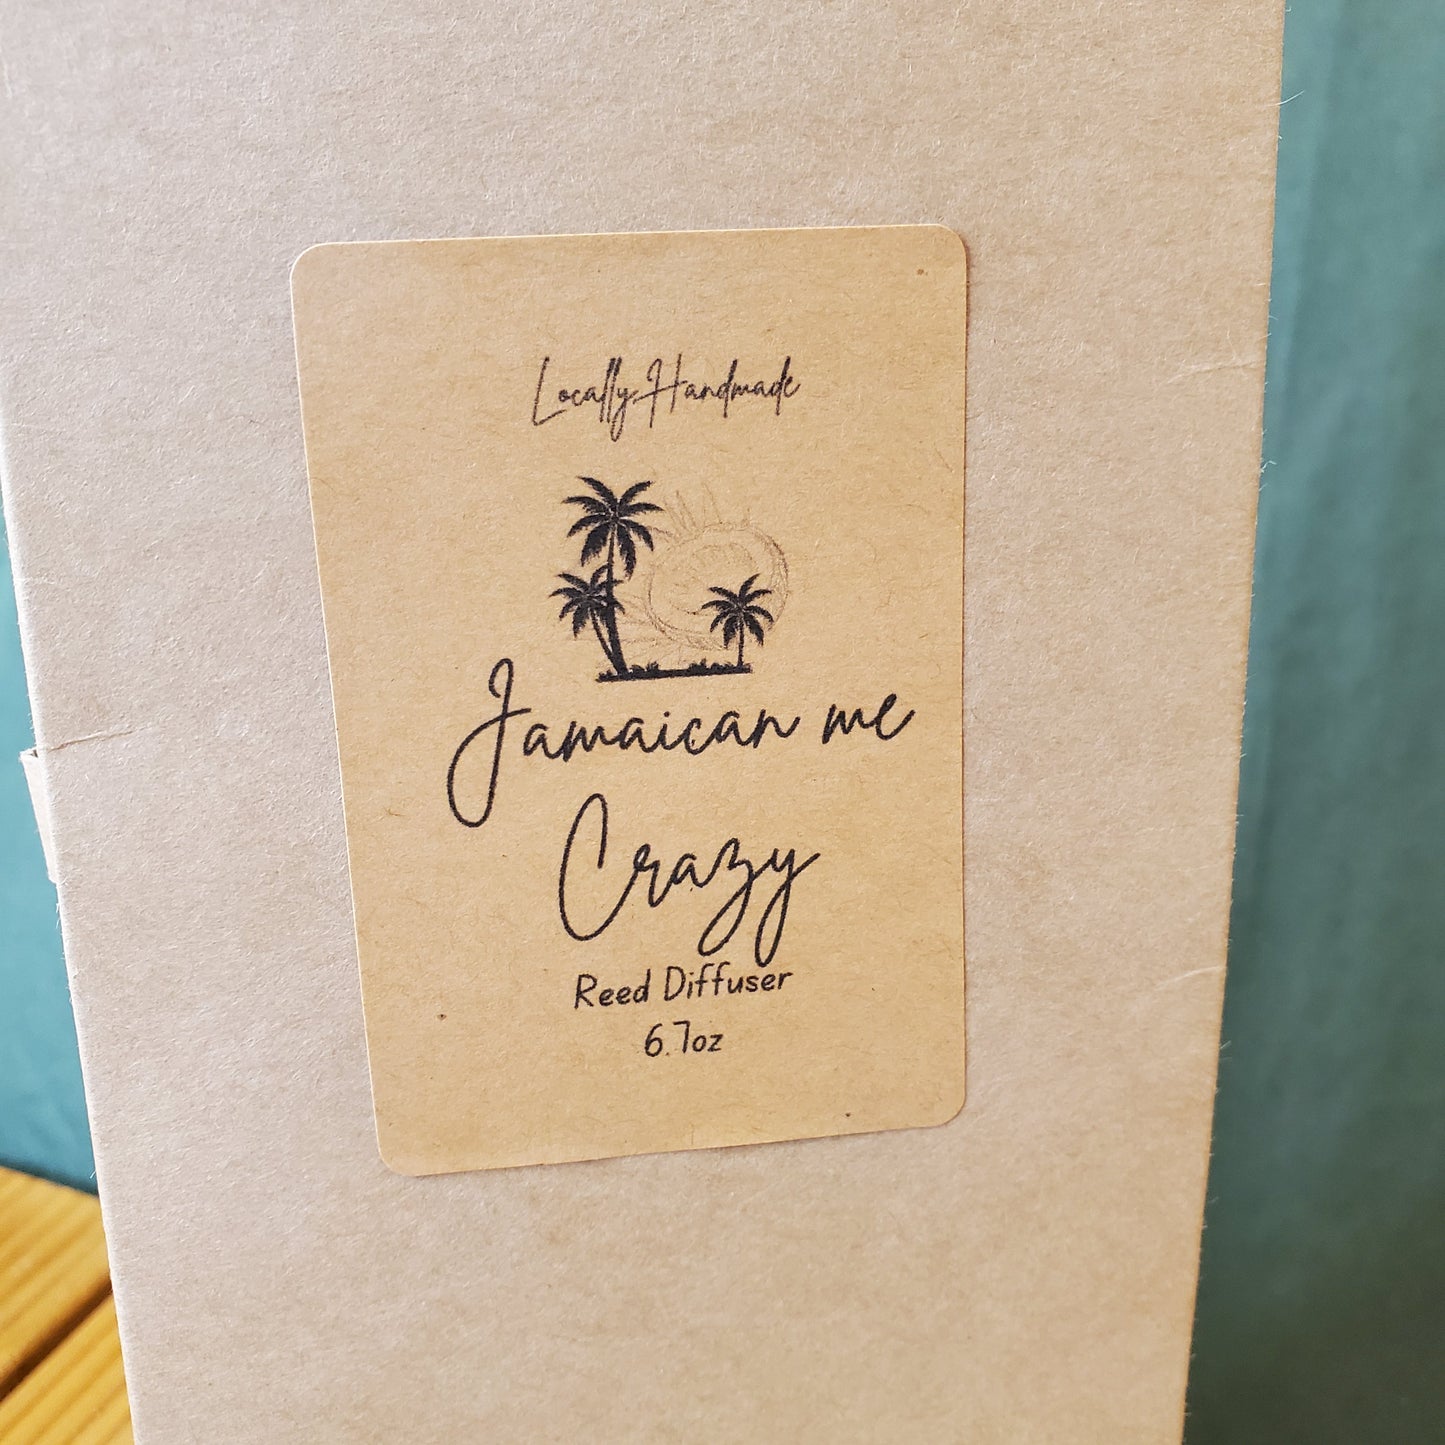 Locally Handmade
Jamaican me
Crazy
Reed Diffuser
6.7oz